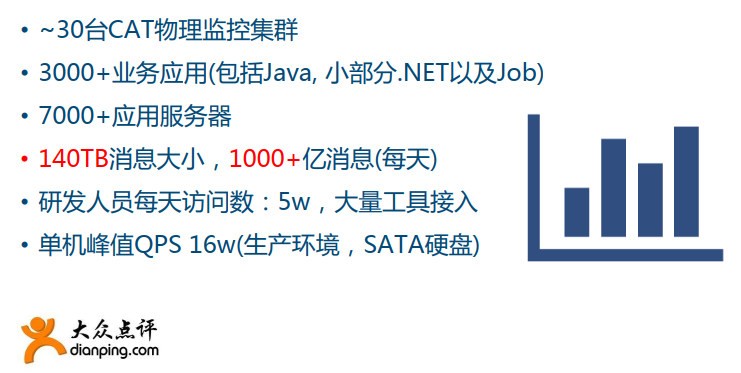 • ~30台CAT物理监控集群
• 3000+业务应用(包括Java, 小部分.NET以及Job)
• 7000+应用服务器
• 140TB消息大小，1000+亿消息(每天)
• 研发人员每天访问数：5w，大量工具接入
• 单机峰值QPS 16w(生产环境，SATA硬盘)
大众点评
dianping.com